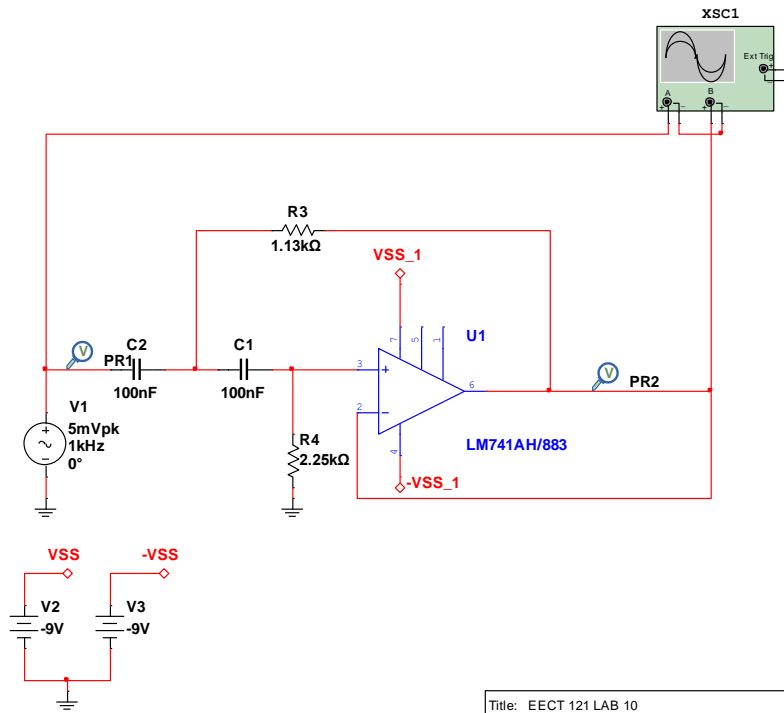 XSC1
Ext Trig
+
_
A
B
+
_
+
_
R3
1.13kΩ
VSS_1
U1
7
5
1
C2
C1
PR1
100nF
100nF
3
+
6
2
−
4
PR2
LM741AH/883
V1
+
5mVpk
1kHz
−
0°
R4
2.25kΩ
-VSS_1
VSS
-VSS
V2
-9V
V3
-9V
V
V
Title: EECT 121 LAB 10